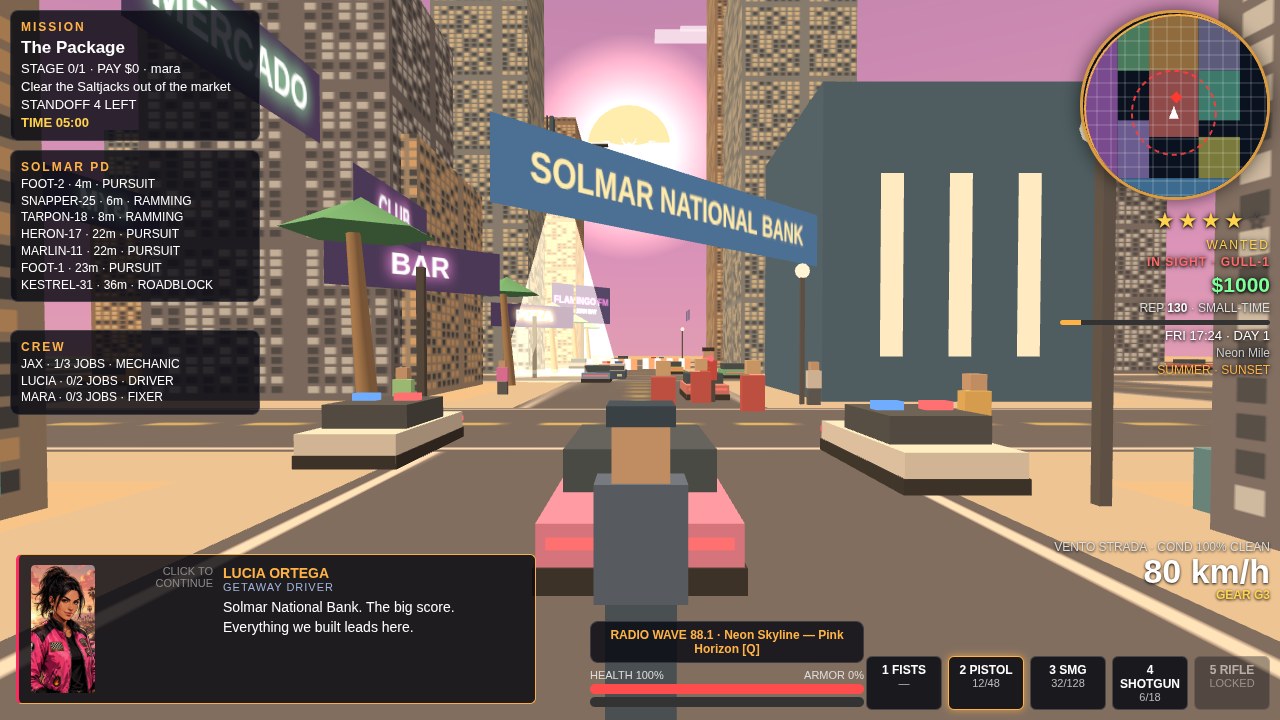 MISSION
The Package
STAGE 0/1 · PAY $0 · mara
Clear the Saltjacks out of the market
STANDOFF 4 LEFT
TIME 05:00
SOLMAR PD
FOOT-2 · 4m · PURSUIT
SNAPPER-25 · 6m · RAMMING
TARPON-18 · 8m · RAMMING
HERON-17 · 22m · PURSUIT
MARLIN-11 · 22m · PURSUIT
FOOT-1 · 23m · PURSUIT
KESTREL-31 · 36m · ROADBLOCK
CREW
JAX · 1/3 JOBS · MECHANIC
LUCIA · 0/2 JOBS · DRIVER
MARA · 0/3 JOBS · FIXER
MERCADO
CLUB
BAR
SOLMAR NATIONAL BANK
FLAMINGO FM
★★★★★
WANTED
IN SIGHT · GULL-1
$1000
REP 130 · SMALL-TIME
FRI 17:24 · DAY 1
Neon Mile
SUMMER · SUNSET
VENTO STRADA · COND 100% CLEAN
80 km/h
GEAR G3
CLICK TO
CONTINUE
LUCIA ORTEGA
GETAWAY DRIVER
Solmar National Bank. The big score.
Everything we built leads here.
RADIO WAVE 88.1 · Neon Skyline — Pink
Horizon [Q]
HEALTH 100%
ARMOR 0%
1 FISTS
—
2 PISTOL
12/48
3 SMG
32/128
4
SHOTGUN
6/18
5 RIFLE
LOCKED